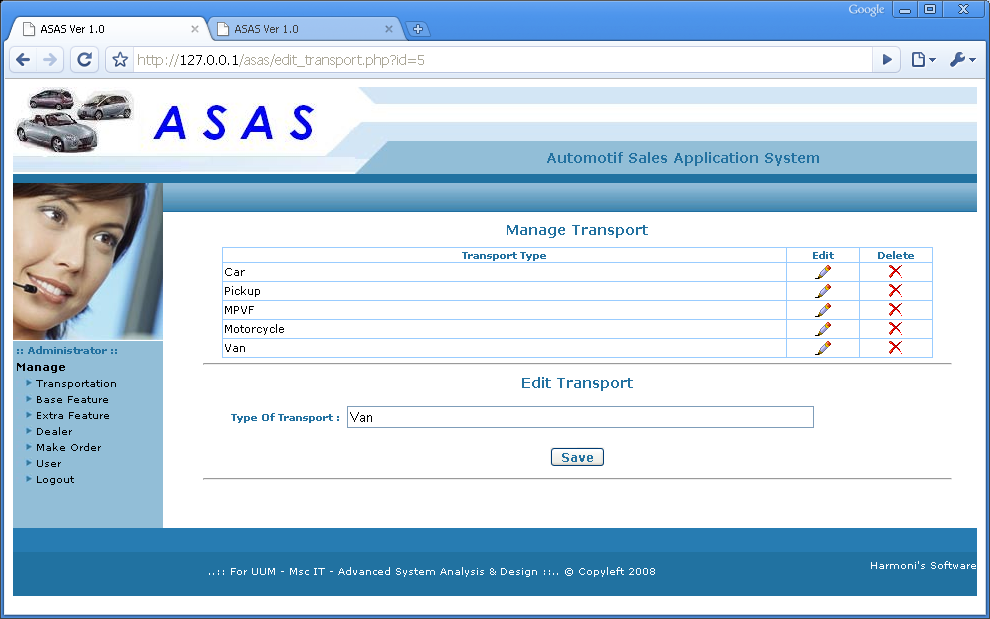 Google
ASAS Ver 1.0
ASAS Ver 1.0
http://127.0.0.1/asas/edit_transport.php?id=5
ASAS
Automotif Sales Application System
Manage Transport
Transport Type Edit Delete
Car
Pickup
MPVF
Motorcycle
Van
:: Administrator ::
Manage
Transportation
Base Feature
Extra Feature
Dealer
Make Order
User
Logout
Edit Transport
Type Of Transport : Van
Save
..:: For UUM - Msc IT - Advanced System Analysis & Design ::.. © Copyleft 2008
Harmoni's Software